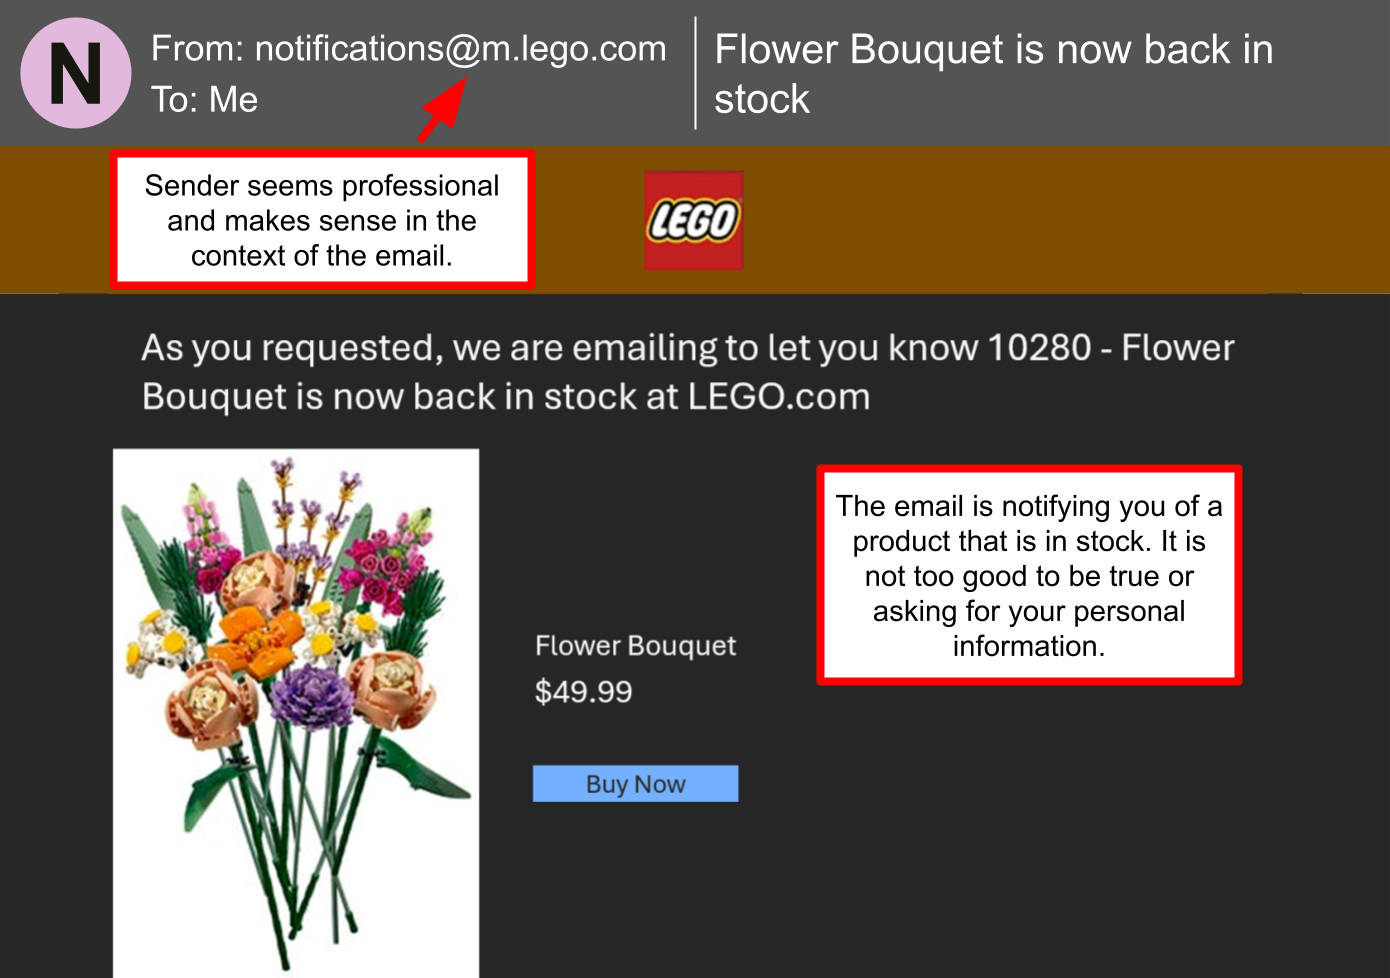 N
From: notifications@m.lego.com
To: Me
Flower Bouquet is now back in
stock
Sender seems professional
and makes sense in the
context of the email.
LEGO
As you requested, we are emailing to let you know 10280 - Flower
Bouquet is now back in stock at LEGO.com
The email is notifying you of a
product that is in stock. It is
not too good to be true or
asking for your personal
information.
Flower Bouquet
$49.99
Buy Now